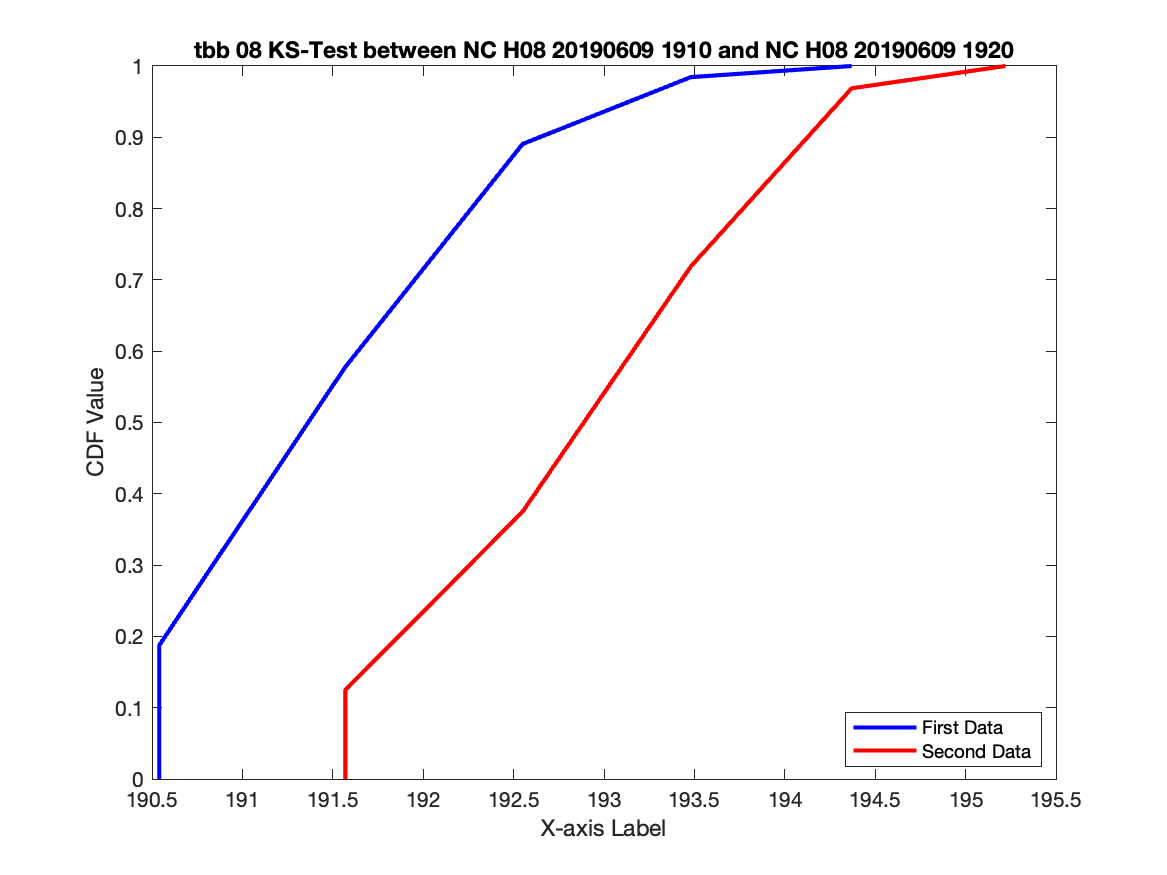 tbb 08 KS-Test between NC H08 20190609 1910 and NC H08 20190609 1920
1
0.9
0.8
0.7
0.6
0.5
0.4
0.3
0.2
0.1
0
CDF Value
First Data
Second Data
190.5 191 191.5 192 192.5 193 193.5 194 194.5 195 195.5
X-axis Label